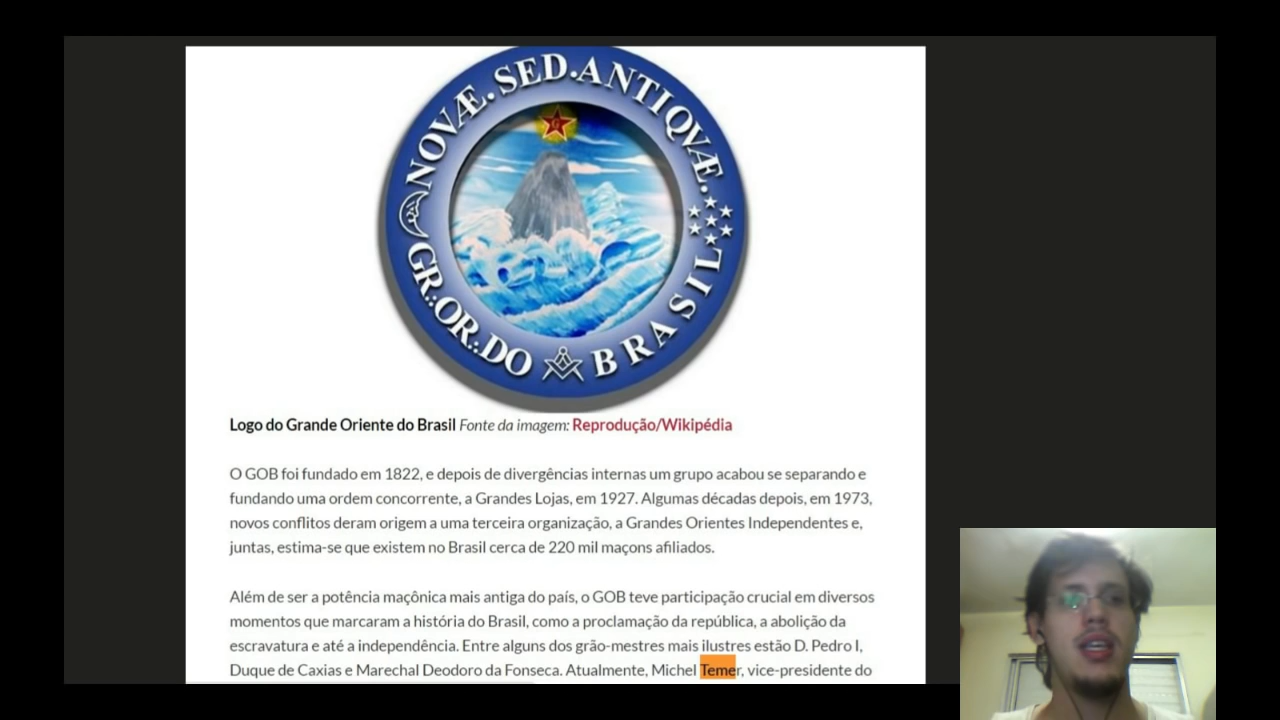 NOVÆ.SED.ANTIQVÆ.
GR∴OR∴DO BRASIL
G
Logo do Grande Oriente do Brasil Fonte da imagem: Reprodução/Wikipédia
O GOB foi fundado em 1822, e depois de divergências internas um grupo acabou se separando e
fundando uma ordem concorrente, a Grandes Lojas, em 1927. Algumas décadas depois, em 1973,
novos conflitos deram origem a uma terceira organização, a Grandes Orientes Independentes e,
juntas, estima-se que existem no Brasil cerca de 220 mil maçons afiliados.
Além de ser a potência maçônica mais antiga do país, o GOB teve participação crucial em diversos
momentos que marcaram a história do Brasil, como a proclamação da república, a abolição da
escravatura e até a independência. Entre alguns dos grão-mestres mais ilustres estão D. Pedro I,
Duque de Caxias e Marechal Deodoro da Fonseca. Atualmente, Michel Temer, vice-presidente do